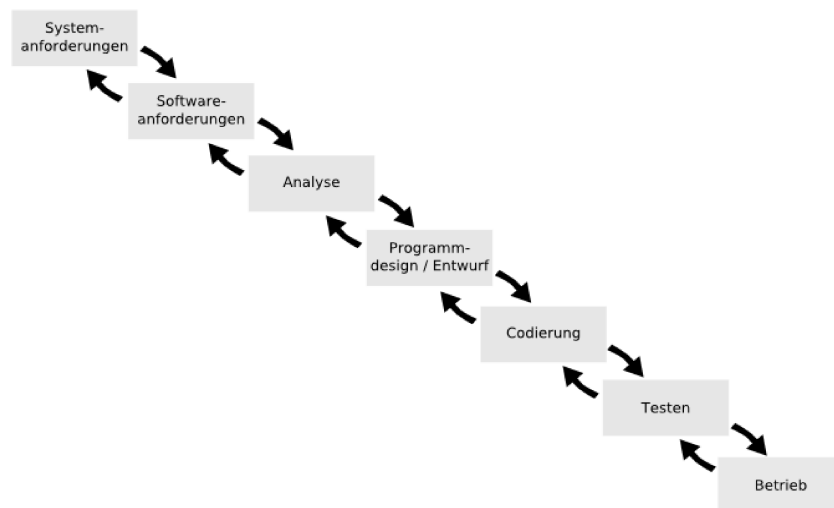 System-
anforderungen
Software-
anforderungen
Analyse
Programm-
design / Entwurf
Codierung
Testen
Betrieb